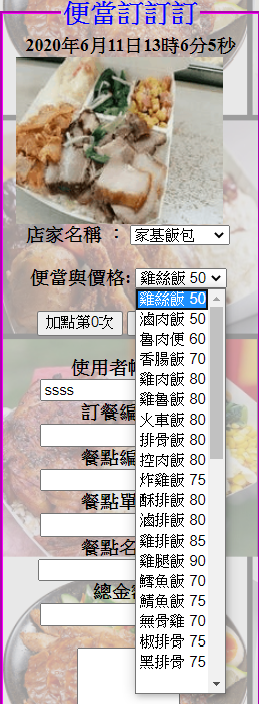 便當訂訂訂
2020年6月11日13時6分5秒
店家名稱 : 家基飯包
便當與價格: 雞絲飯 50
雞絲飯 50
滷肉飯 50
魯肉便 60
香腸飯 70
雞肉飯 80
雞魯飯 80
火車飯 80
排骨飯 80
控肉飯 80
炸雞飯 75
酥排飯 80
滷排飯 80
雞排飯 85
雞腿飯 90
鱈魚飯 70
鯖魚飯 75
無骨雞 70
椒排骨 75
黑排骨 75
加點第0次
使用者帳
ssss
訂餐編
餐點編
餐點單
餐點名
總金